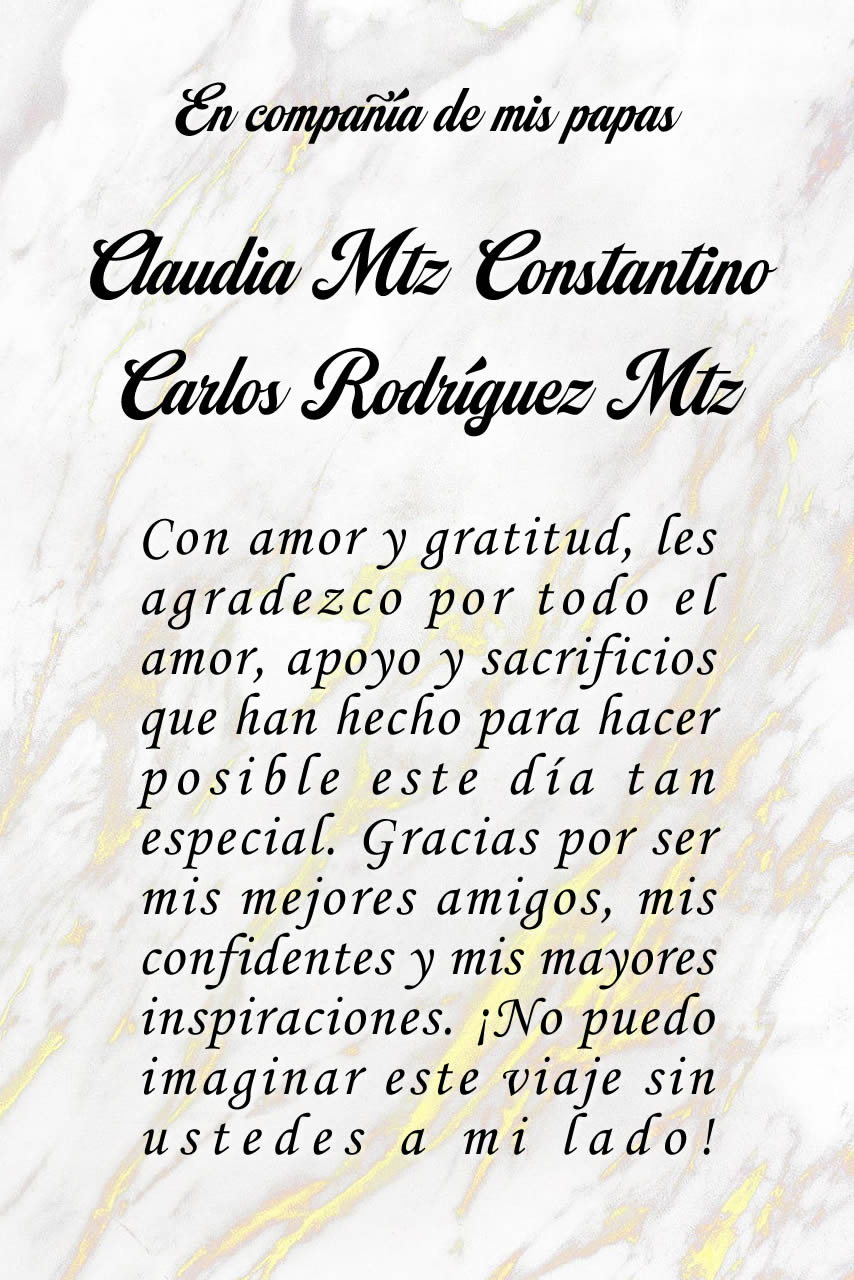 En compañía de mis papas
Claudia Mtz Constantino
Carlos Rodríguez Mtz
Con amor y gratitud, les
agradezco por todo el
amor, apoyo y sacrificios
que han hecho para hacer
posible este día tan
especial. Gracias por ser
mis mejores amigos, mis
confidentes y mis mayores
inspiraciones. ¡No puedo
imaginar este viaje sin
ustedes a mi lado!